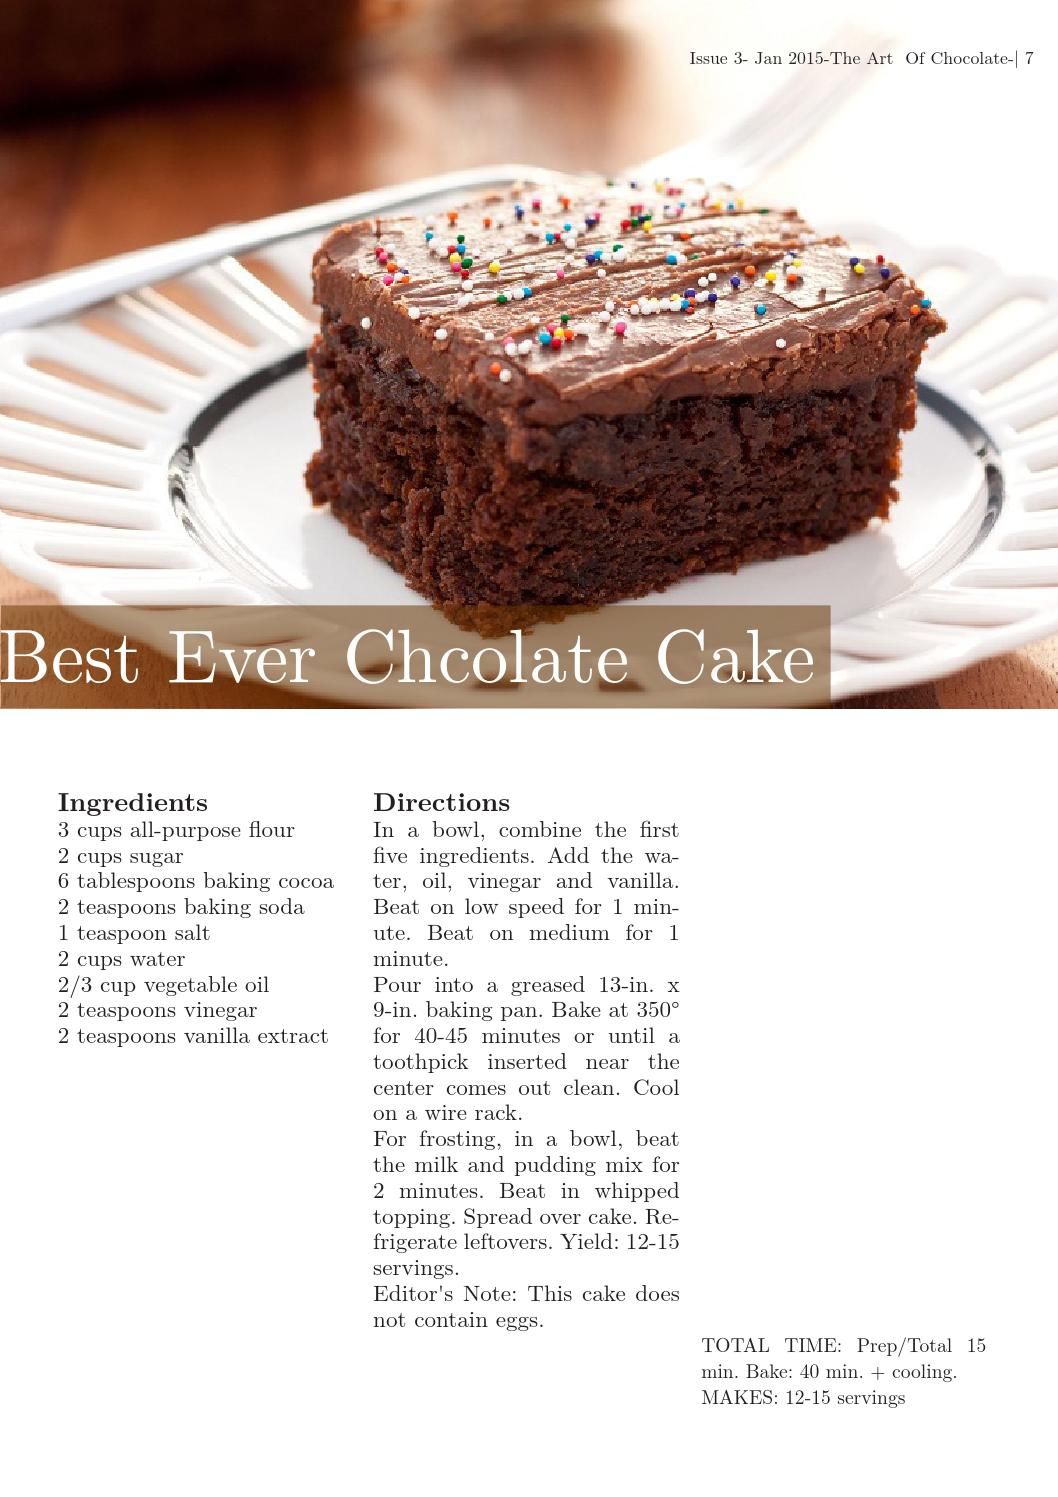 Issue 3- Jan 2015-The Art  Of Chocolate-| 7
Best Ever Chcolate Cake
Ingredients
3 cups all-purpose flour
2 cups sugar
6 tablespoons baking cocoa
2 teaspoons baking soda
1 teaspoon salt
2 cups water
2/3 cup vegetable oil
2 teaspoons vinegar
2 teaspoons vanilla extract
Directions
In a bowl, combine the first
five ingredients. Add the wa-
ter, oil, vinegar and vanilla.
Beat on low speed for 1 min-
ute. Beat on medium for 1
minute.
Pour into a greased 13-in. x
9-in. baking pan. Bake at 350°
for 40-45 minutes or until a
toothpick inserted near the
center comes out clean. Cool
on a wire rack.
For frosting, in a bowl, beat
the milk and pudding mix for
2 minutes. Beat in whipped
topping. Spread over cake. Re-
frigerate leftovers. Yield: 12-15
servings.
Editor's Note: This cake does
not contain eggs.
TOTAL TIME: Prep/Total 15
min. Bake: 40 min. + cooling.
MAKES: 12-15 servings